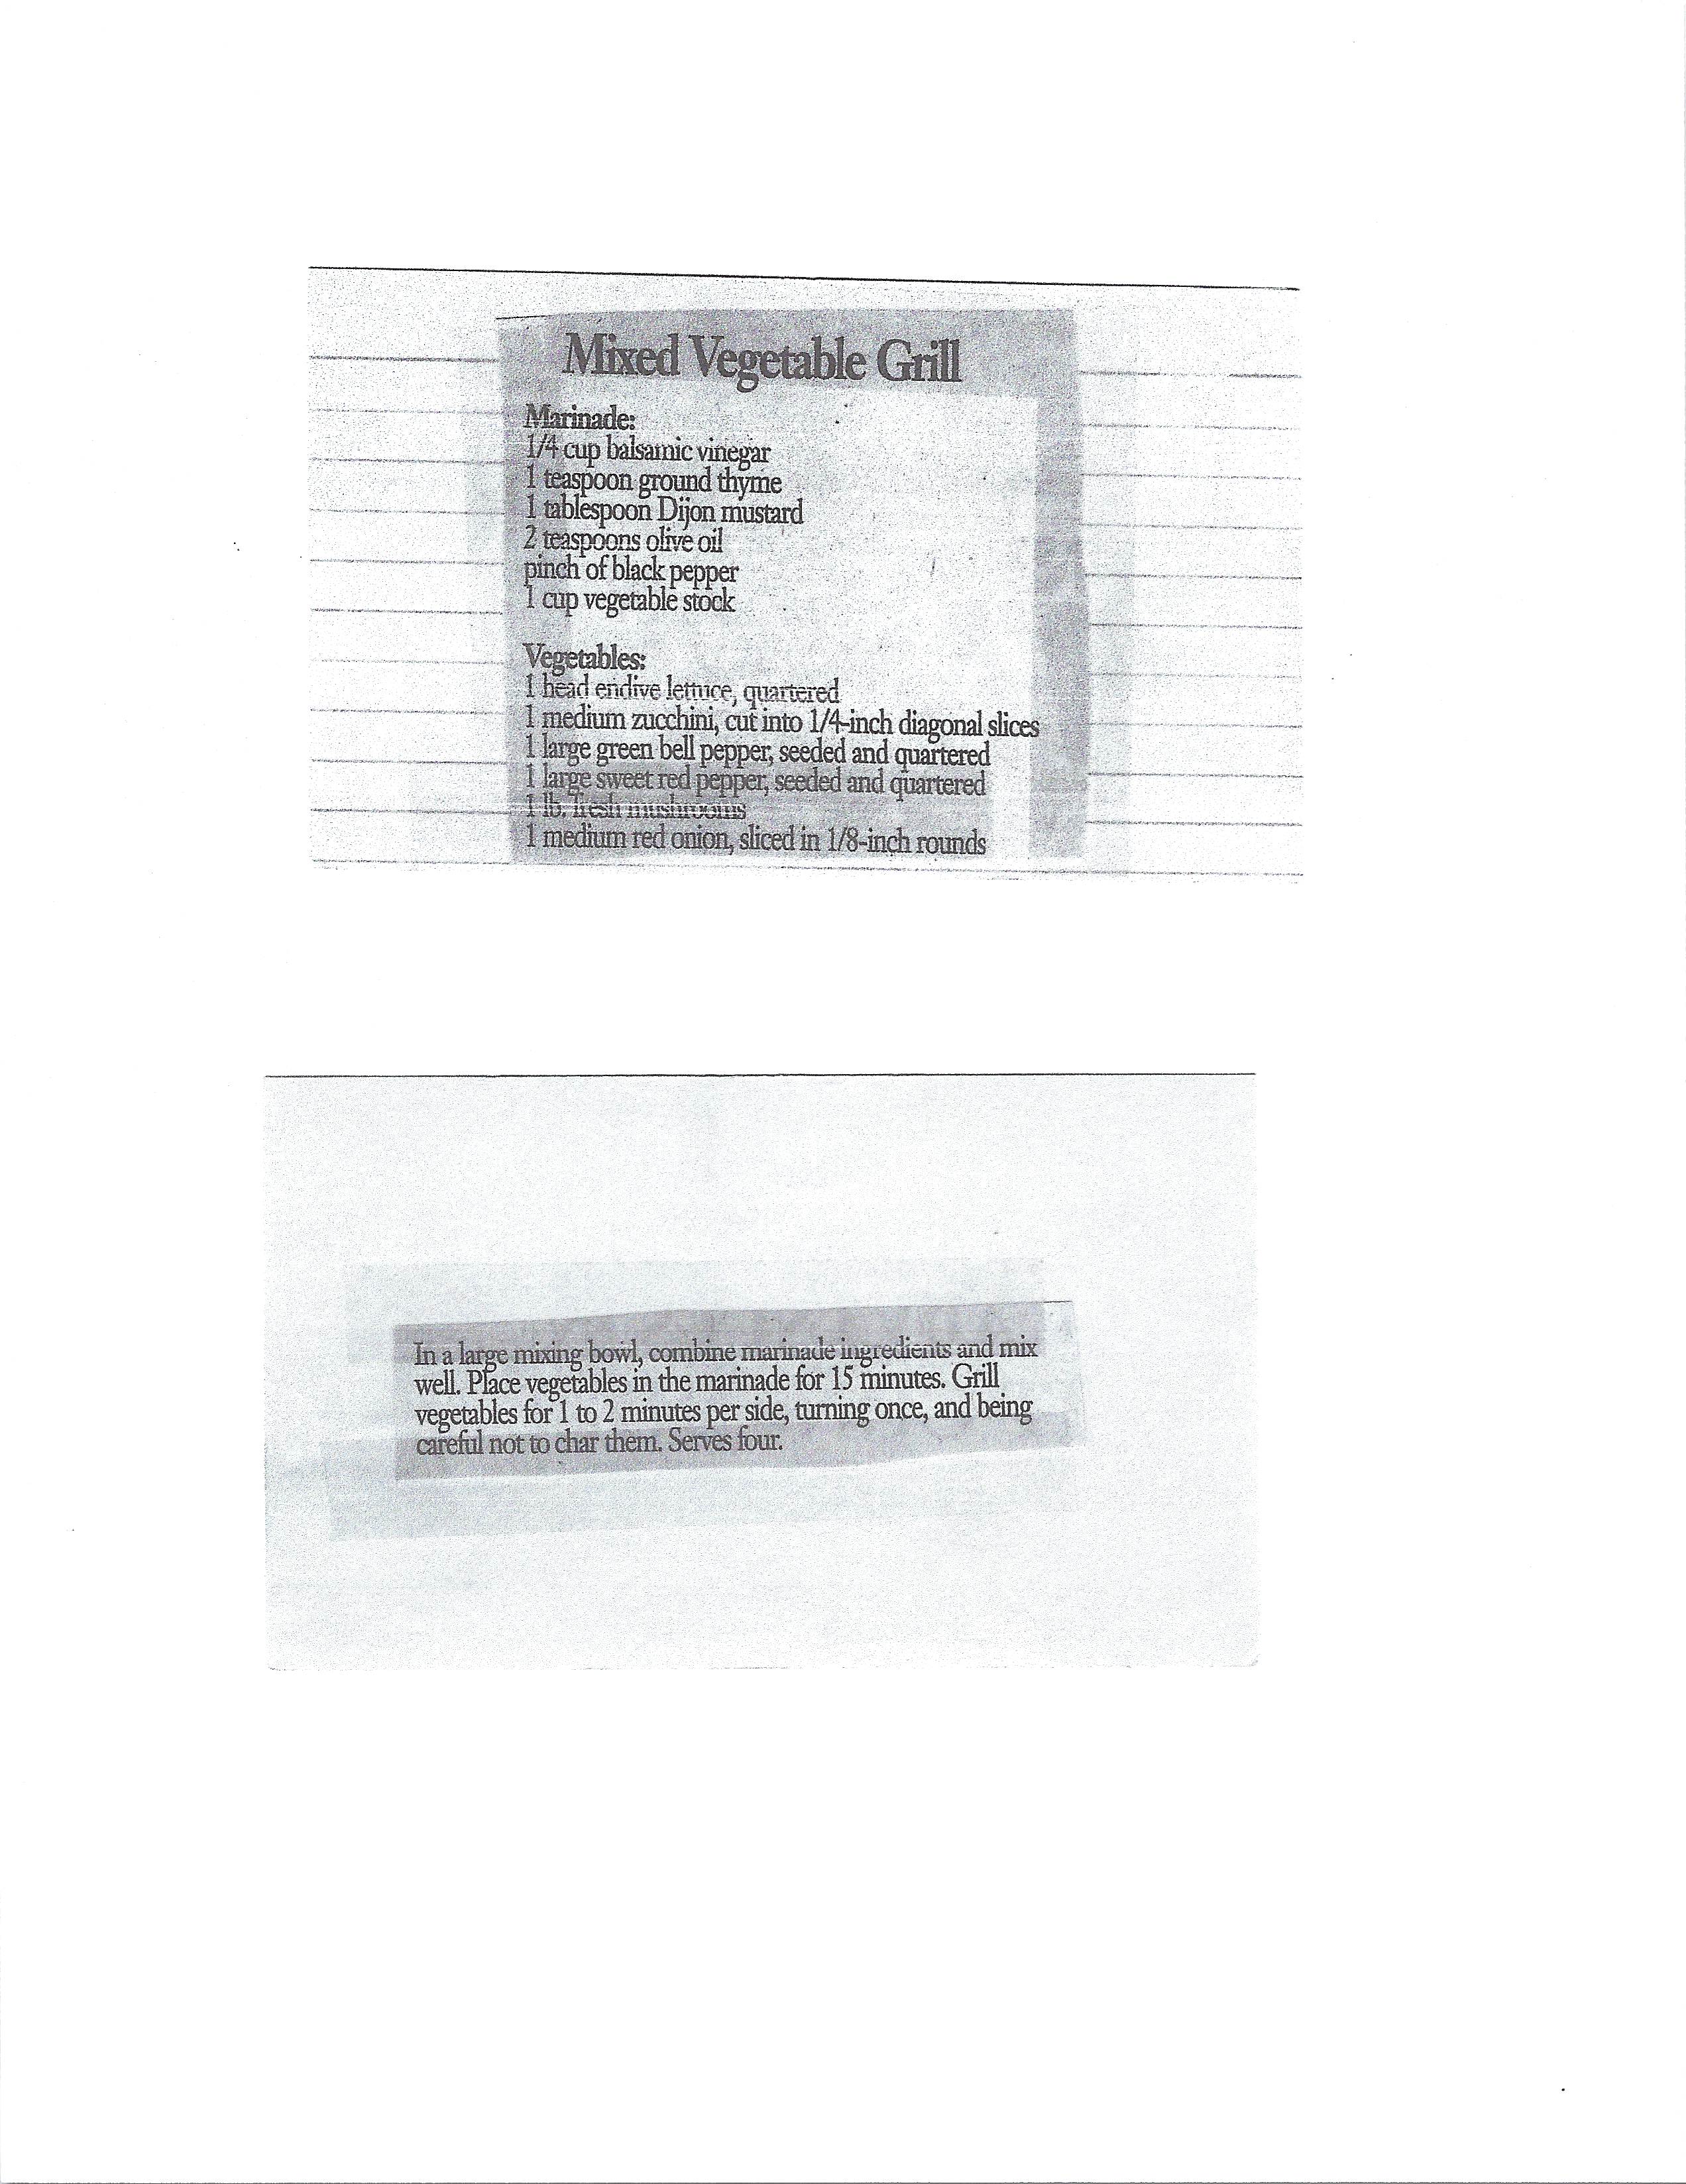 Mixed Vegetable Grill
Marinade:
1/4 cup balsamic vinegar
1 teaspoon ground thyme
1 tablespoon Dijon mustard
2 teaspoons olive oil
pinch of black pepper
1 cup vegetable stock
Vegetables:
1 head endive lettuce, quartered
1 medium zucchini, cut into 1/4-inch diagonal slices
1 large green bell pepper, seeded and quartered
1 large sweet red pepper, seeded and quartered
1 lb. fresh mushrooms
1 medium red onion, sliced in 1/8-inch rounds
In a large mixing bowl, combine marinade ingredients and mix
well. Place vegetables in the marinade for 15 minutes. Grill
vegetables for 1 to 2 minutes per side, turning once, and being
careful not to char them. Serves four.